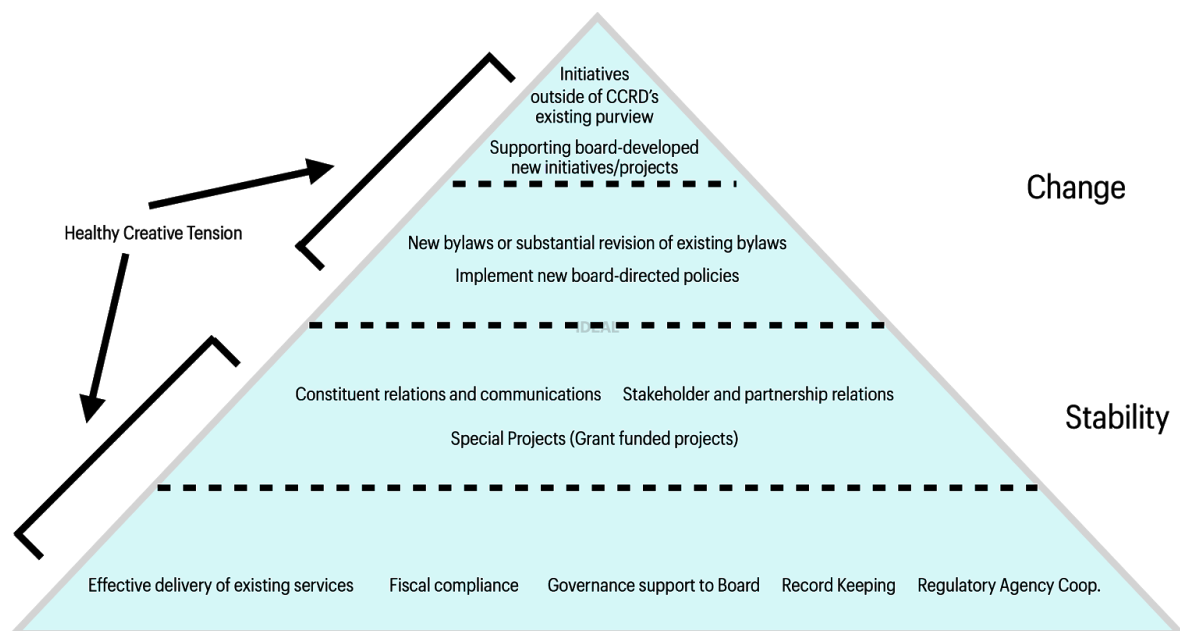 Initiatives
outside of CCRD's
existing purview
Supporting board-developed
new initiatives/projects
Change
Healthy Creative Tension
New bylaws or substantial revision of existing bylaws
Implement new board-directed policies
IDEAL
Constituent relations and communications Stakeholder and partnership relations
Stability
Special Projects (Grant funded projects)
Effective delivery of existing services Fiscal compliance Governance support to Board Record Keeping Regulatory Agency Coop.